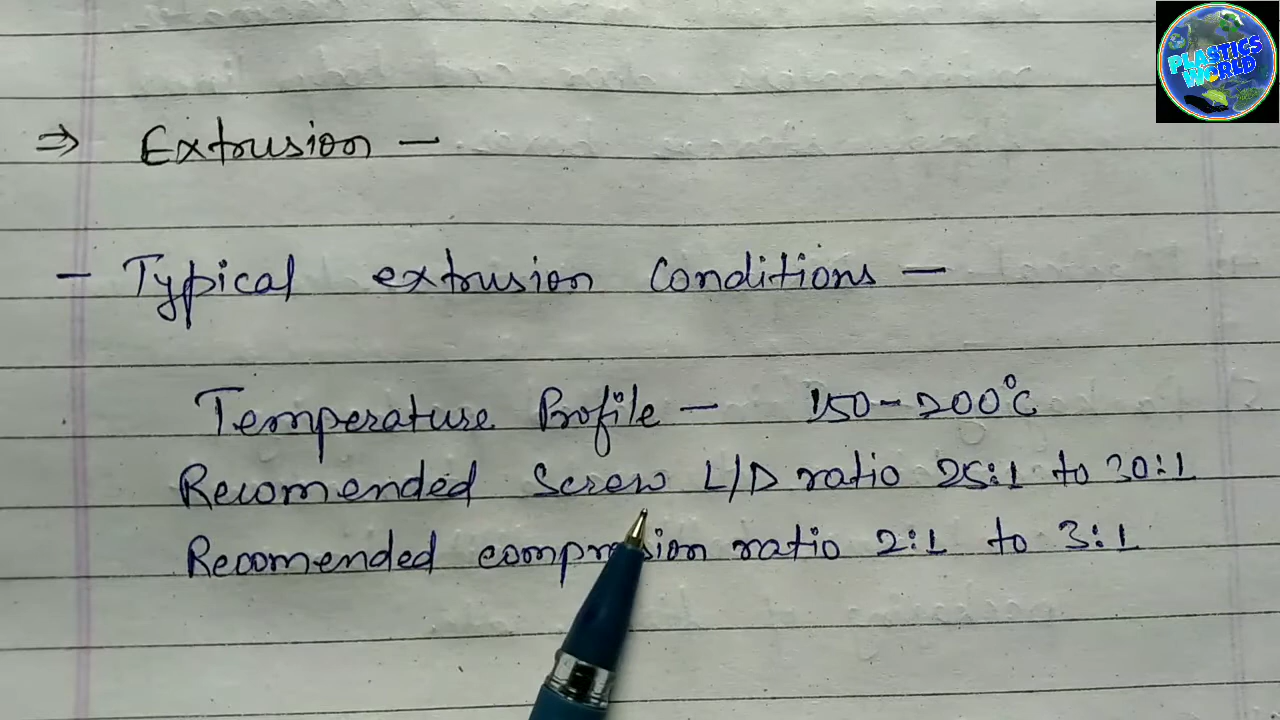 PLASTICS
WORLD
⇒ Extrusion -
- Typical extrusion Conditions -
Temperature Profile - 150-200°C
Recomended Screw L/D ratio 25:1 to 30:1
Recomended compression ratio 2:1 to 3:1